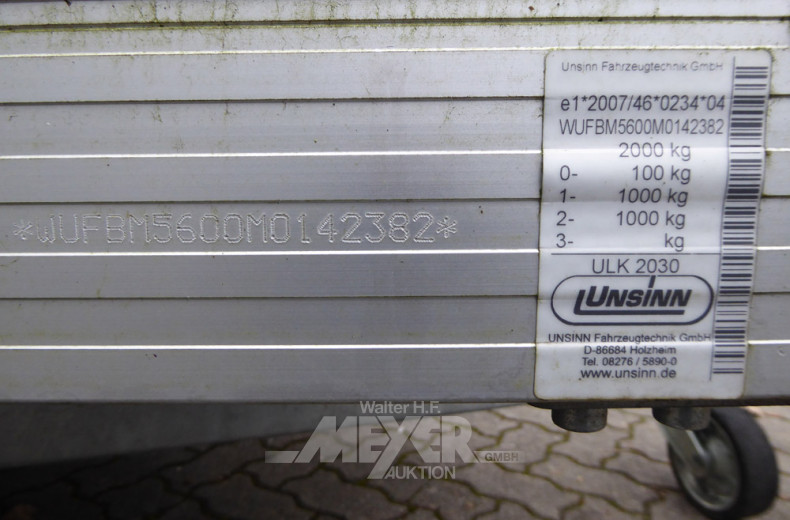 *WUFBM5600M0142382*
Unsinn Fahrzeugtechnik GmbH
e1*2007/46*0234*04
WUFBM5600M0142382
2000 kg
0- 100 kg
1- 1000 kg
2- 1000 kg
3- kg
ULK 2030
UNSINN
UNSINN Fahrzeugtechnik GmbH
D-86684 Holzheim
Tel. 08276 / 5890-0
www.unsinn.de
Walter H.F.
MEYER
GMBR
AUKTION